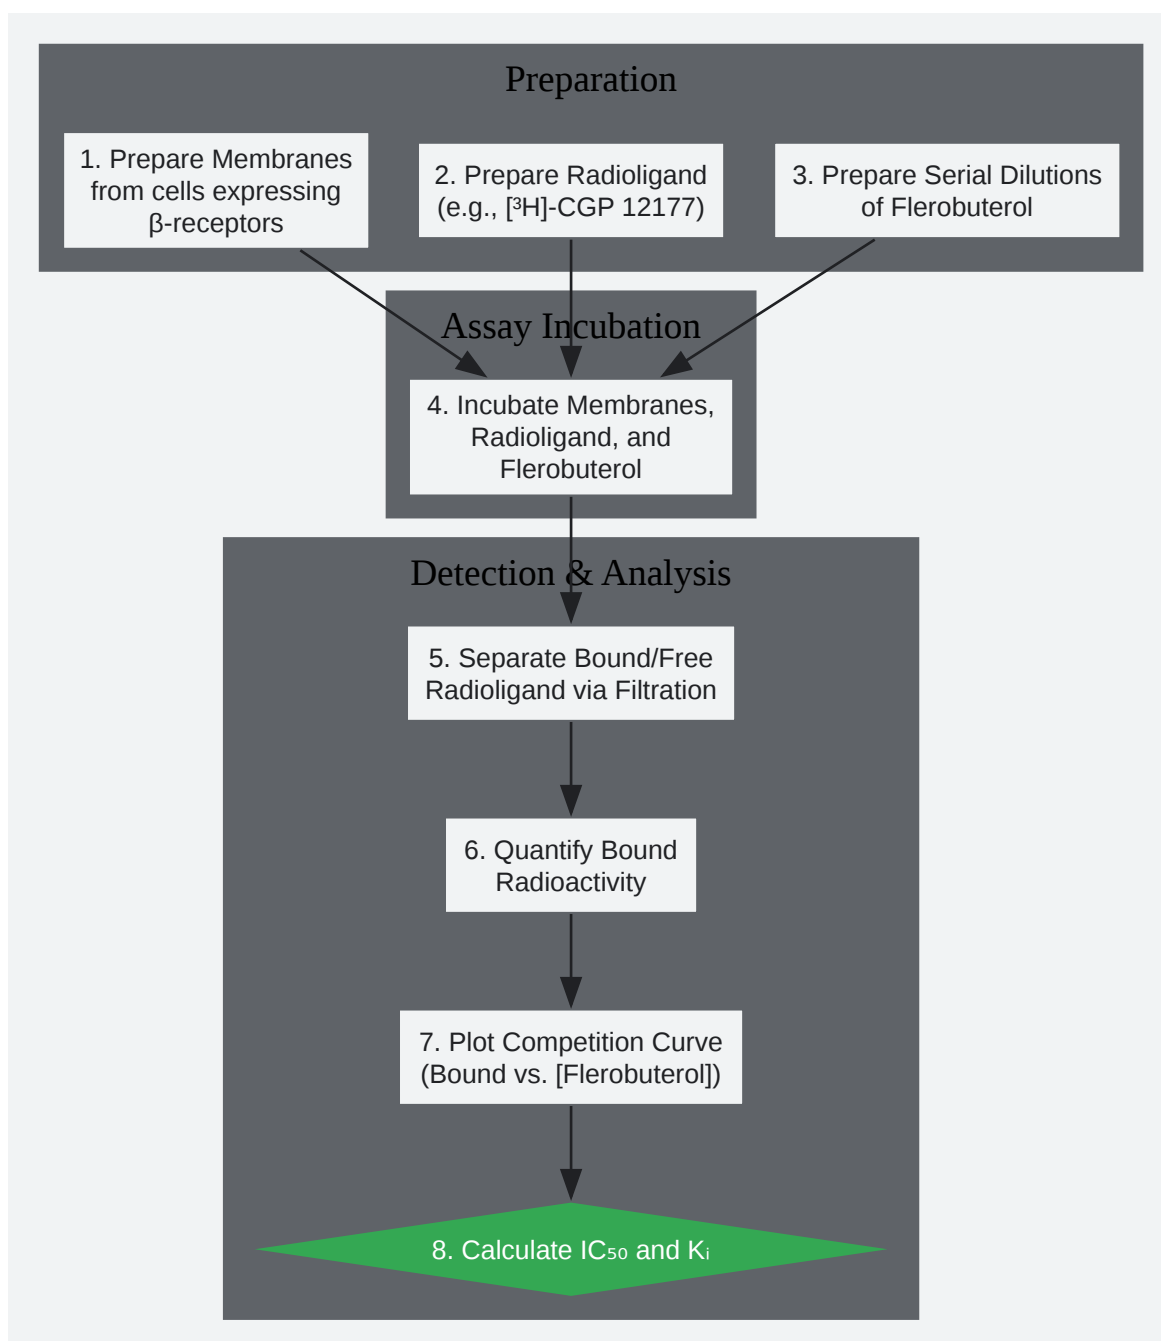 Preparation
1. Prepare Membranes
from cells expressing
β-receptors
2. Prepare Radioligand
(e.g., [³H]-CGP 12177)
3. Prepare Serial Dilutions
of Flerobuterol
Assay Incubation
4. Incubate Membranes,
Radioligand, and
Flerobuterol
Detection & Analysis
5. Separate Bound/Free
Radioligand via Filtration
6. Quantify Bound
Radioactivity
7. Plot Competition Curve
(Bound vs. [Flerobuterol])
8. Calculate IC₅₀ and Kᵢ